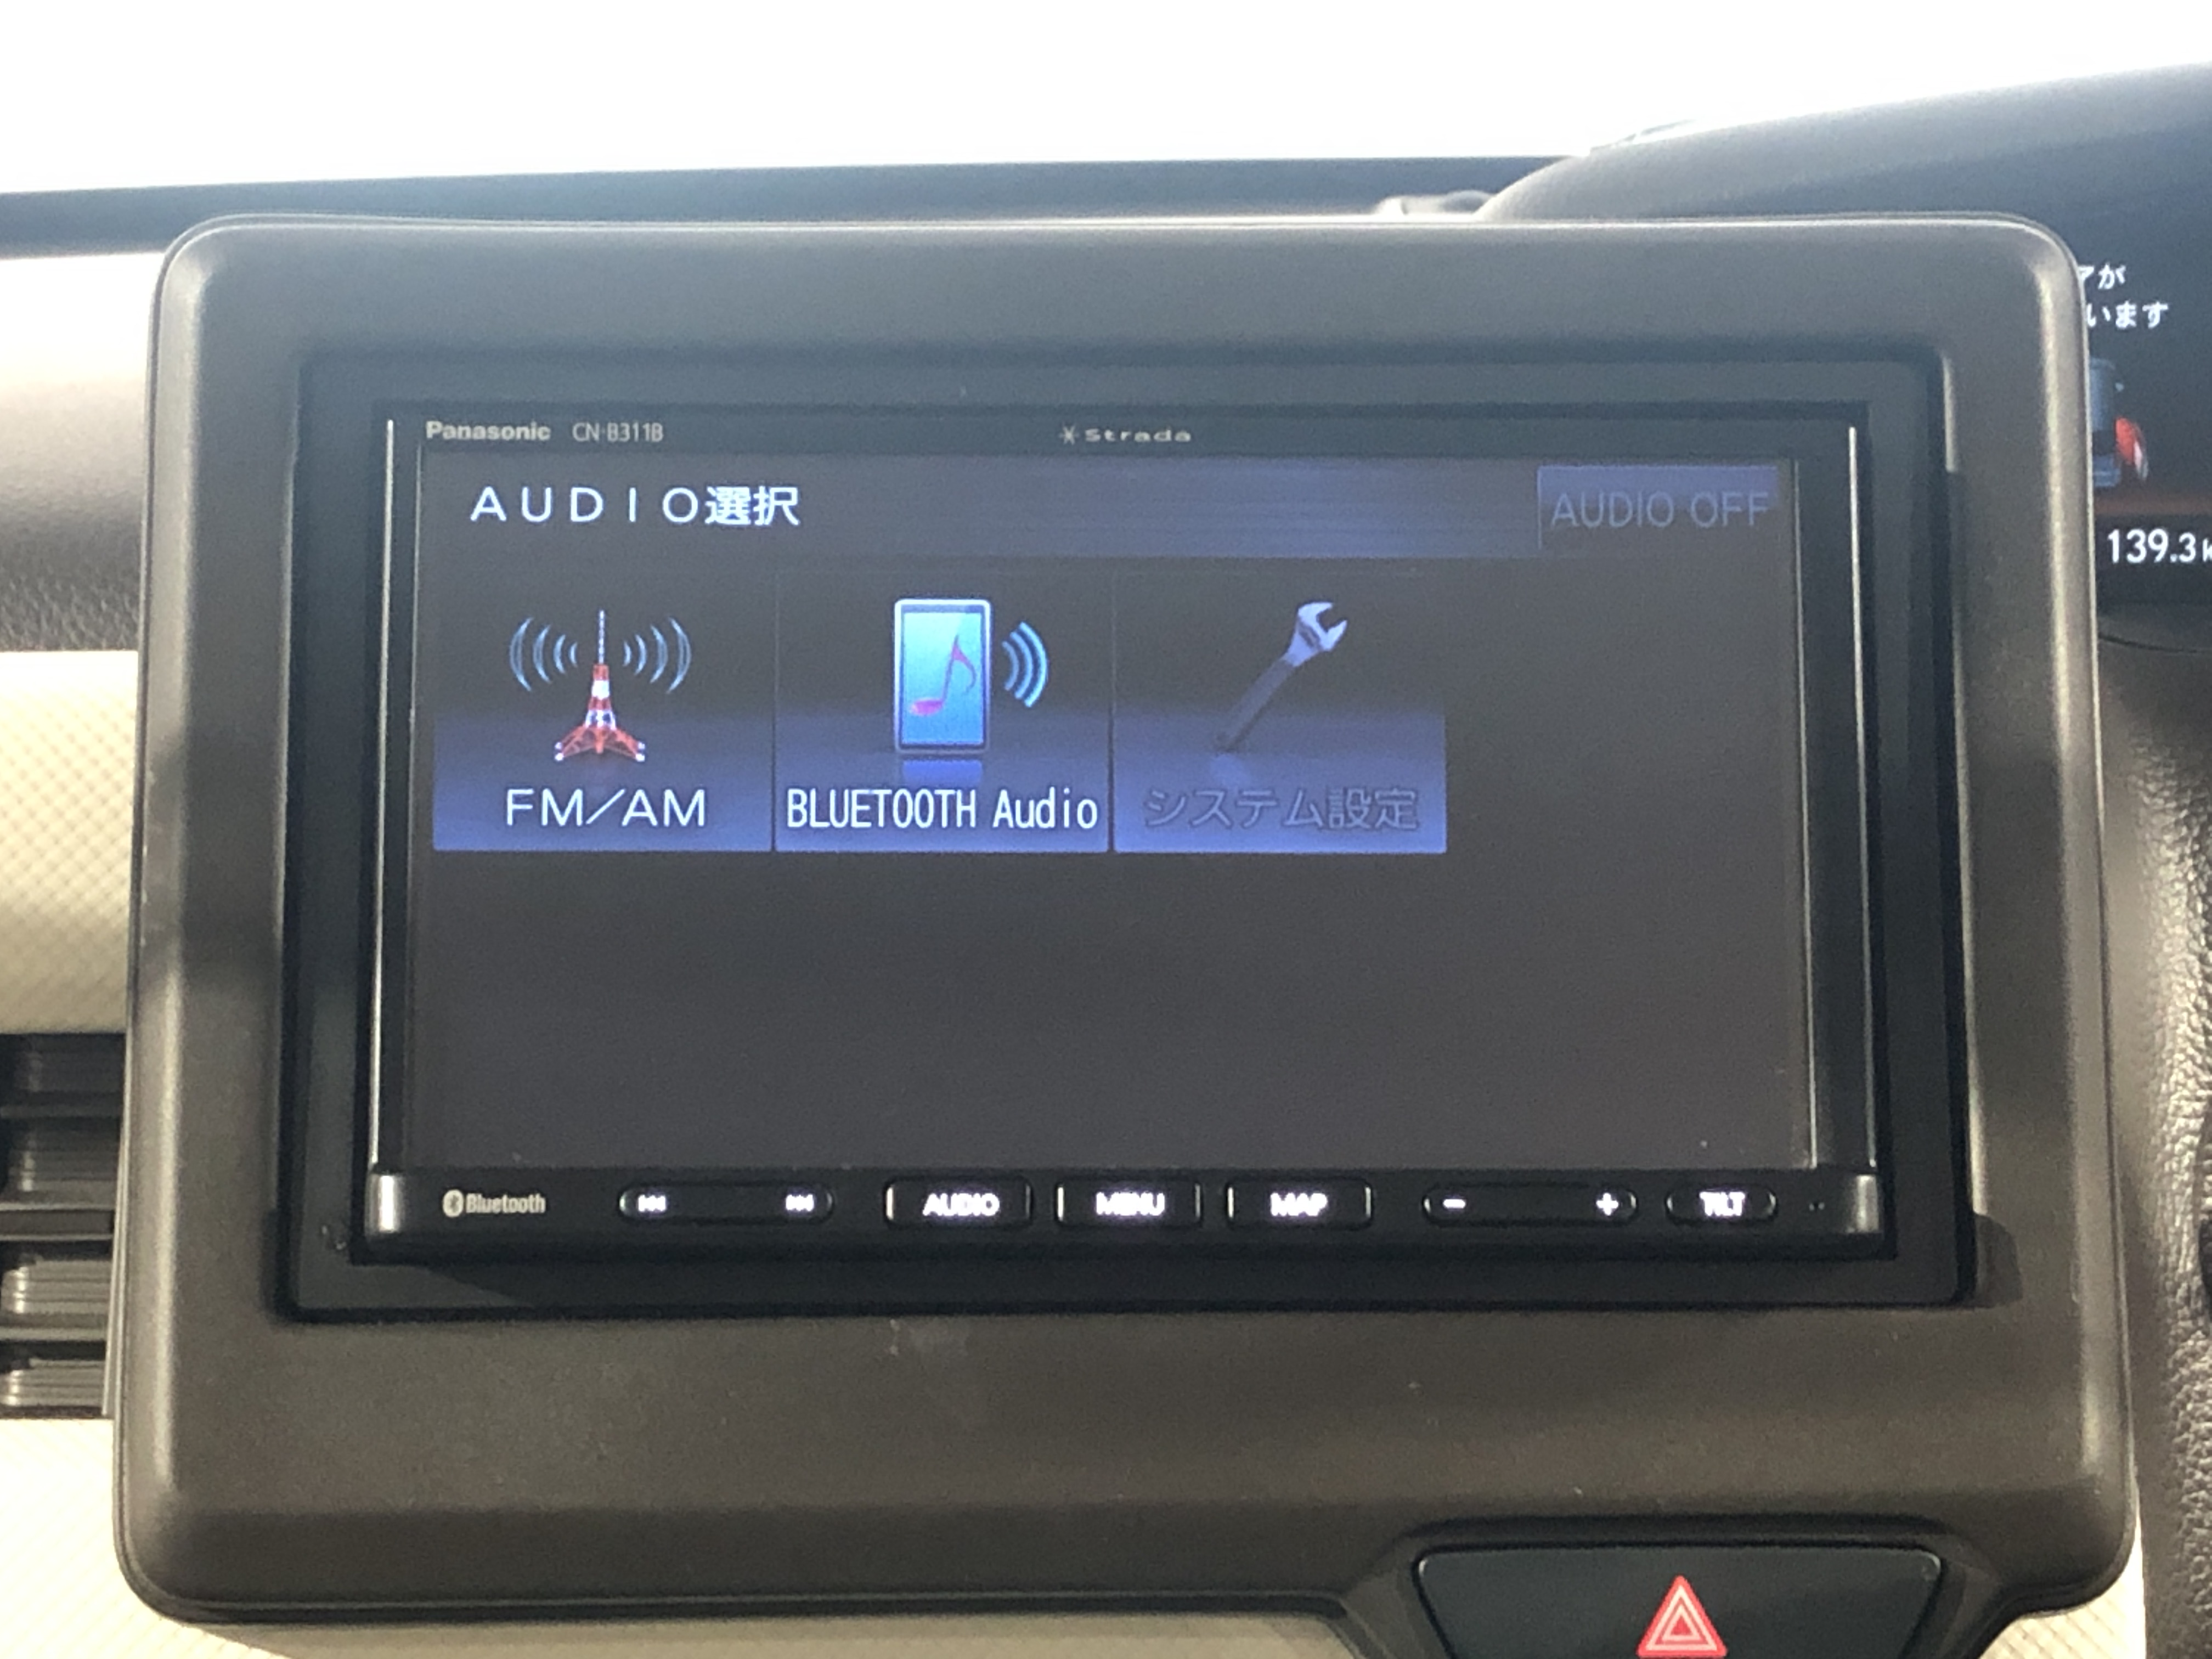 Panasonic CN-B311B Strada
AUDIO選択 AUDIO OFF
FM/AM BLUETOOTH Audio システム設定
Bluetooth AUDIO MENU MAP - + TILT
が
います
139.3